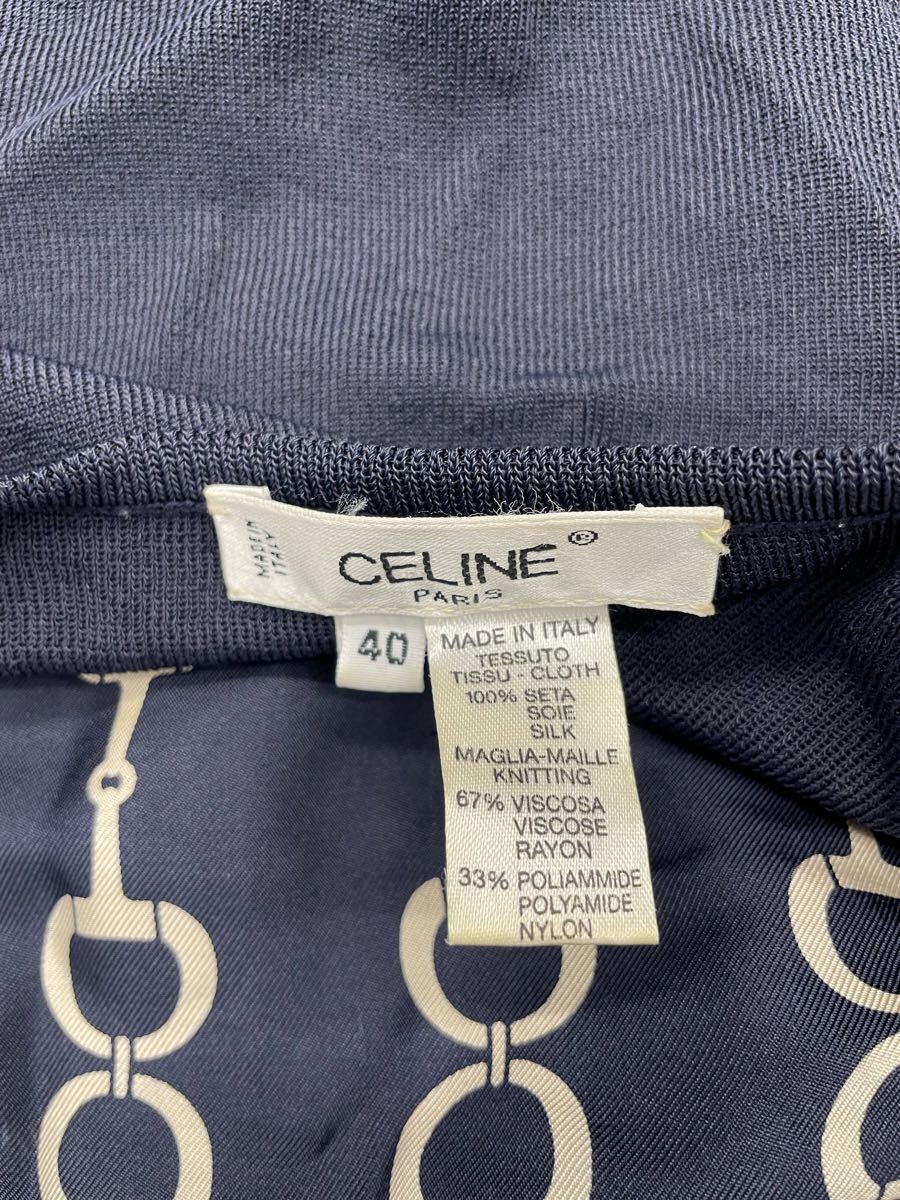 MADE IN
ITALY
CELINE®
PARIS
40
MADE IN ITALY
TESSUTO
TISSU - CLOTH
100% SETA
SOIE
SILK
MAGLIA-MAILLE
KNITTING
67% VISCOSA
VISCOSE
RAYON
33% POLIAMMIDE
POLYAMIDE
NYLON